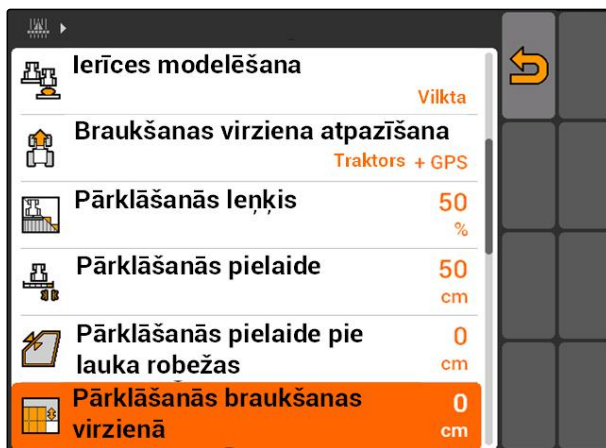 Ierīces modelēšana
Vilkta
Braukšanas virziena atpazīšana
Traktors + GPS
Pārklāšanās leņķis
50
%
Pārklāšanās pielaide
50
cm
Pārklāšanās pielaide pie
0
lauka robežas
cm
Pārklāšanās braukšanas
0
virzienā
cm